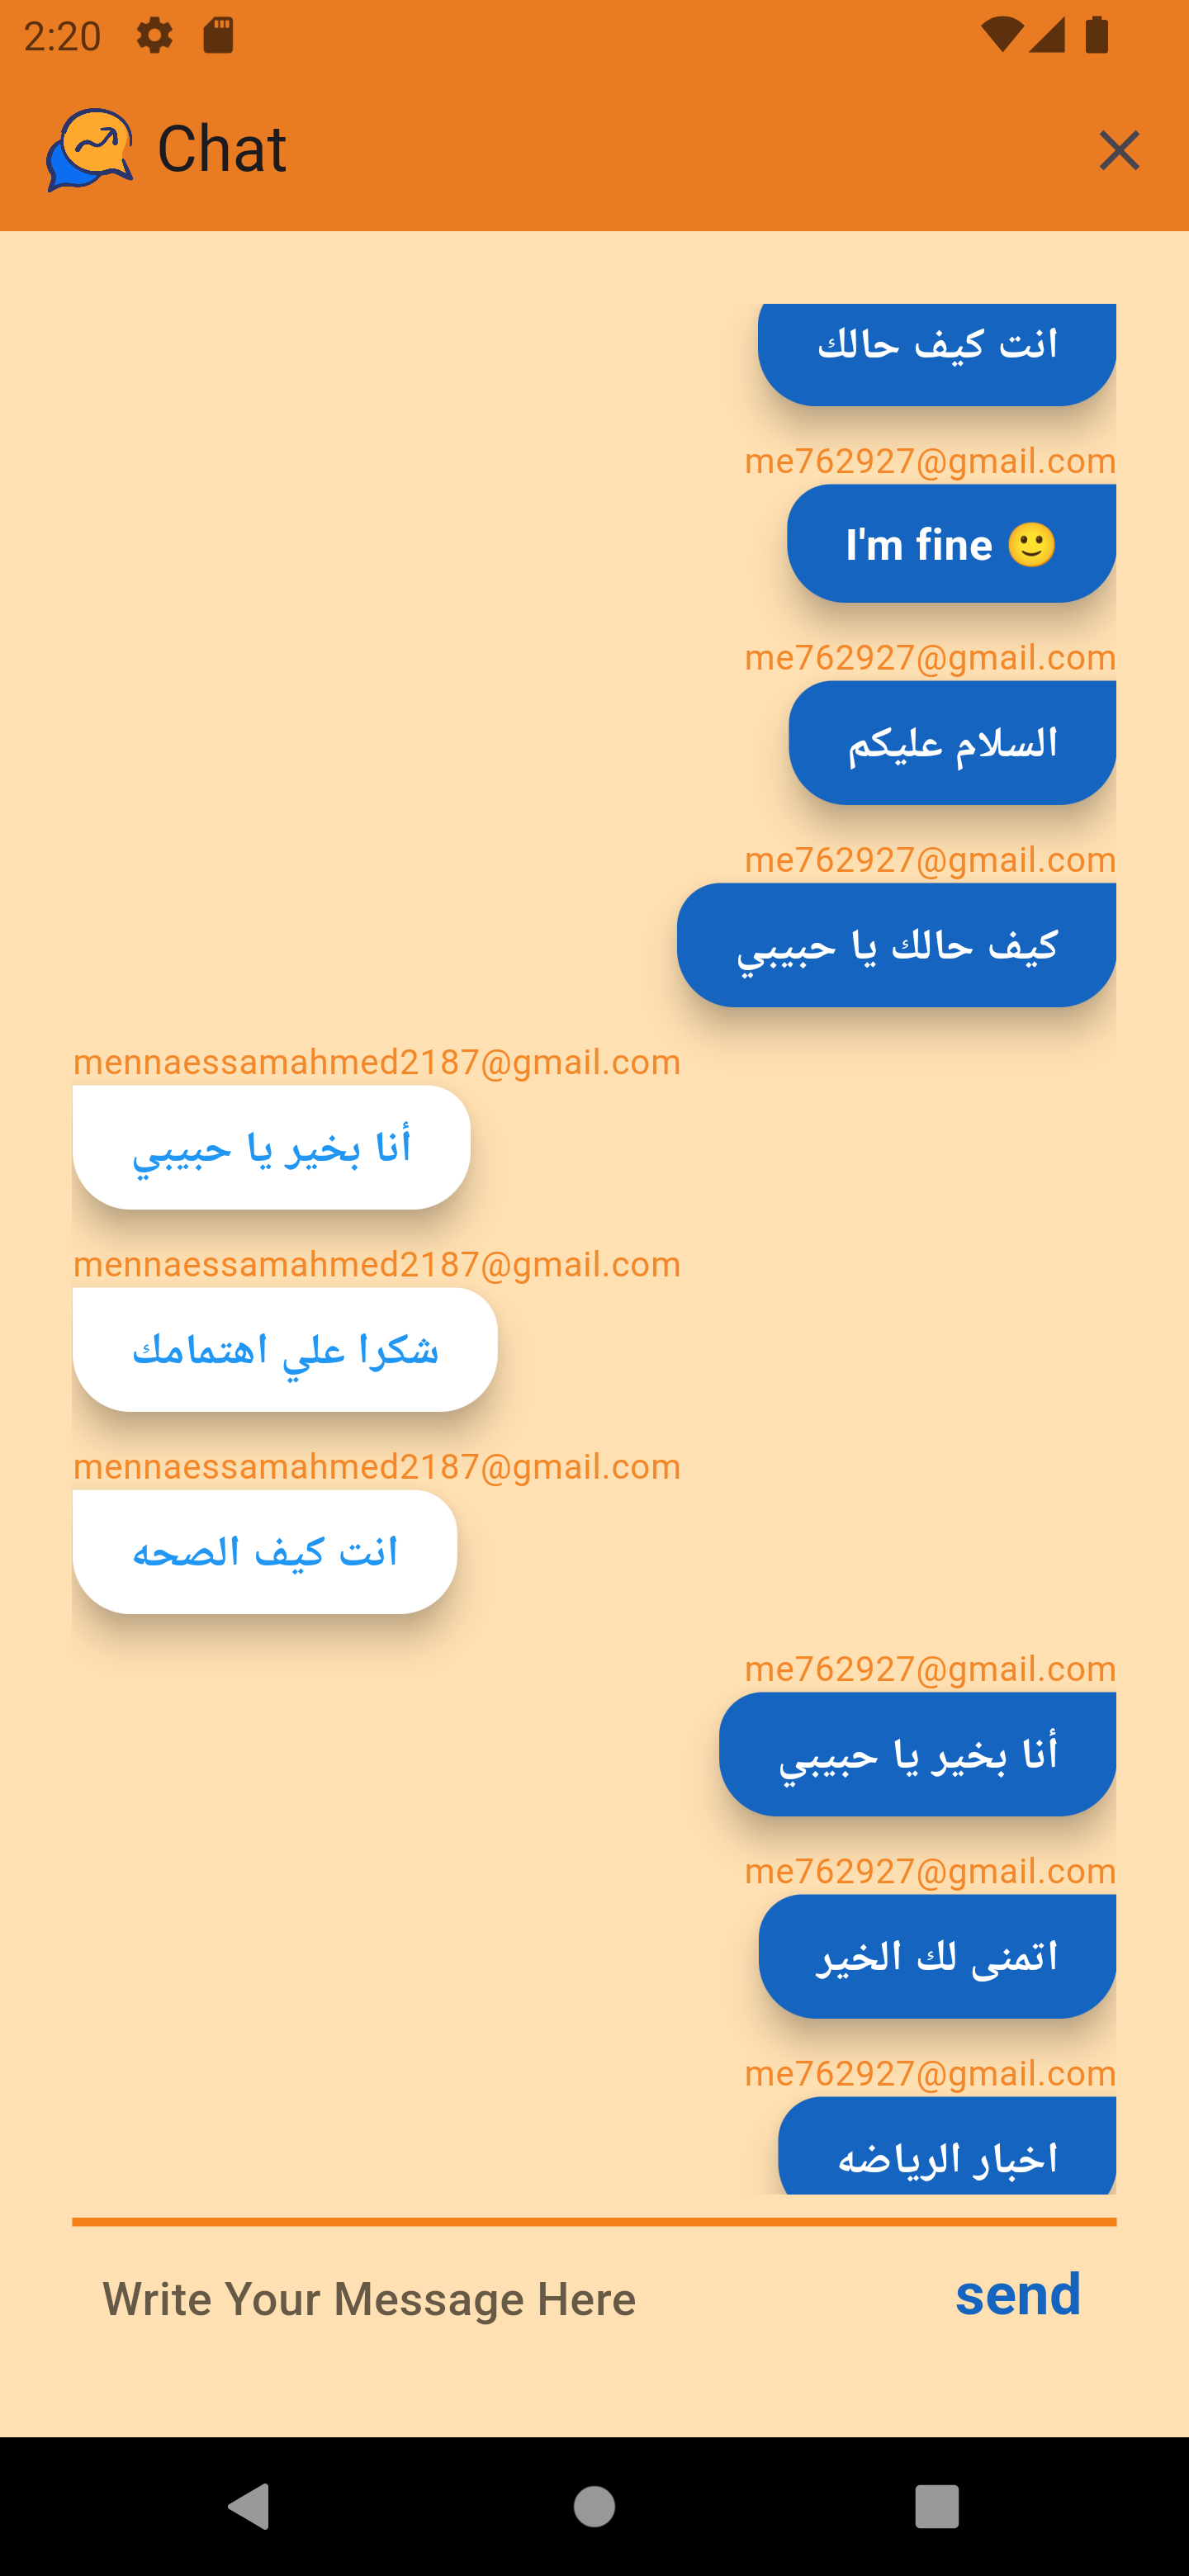 2:20
Chat
انت كيف حالك
me762927@gmail.com
I'm fine 🙂
me762927@gmail.com
السلام عليكم
me762927@gmail.com
كيف حالك يا حبيبي
mennaessamahmed2187@gmail.com
أنا بخير يا حبيبي
mennaessamahmed2187@gmail.com
شكرا علي اهتمامك
mennaessamahmed2187@gmail.com
انت كيف الصحه
me762927@gmail.com
أنا بخير يا حبيبي
me762927@gmail.com
اتمنى لك الخير
me762927@gmail.com
اخبار الرياضه
Write Your Message Here
send